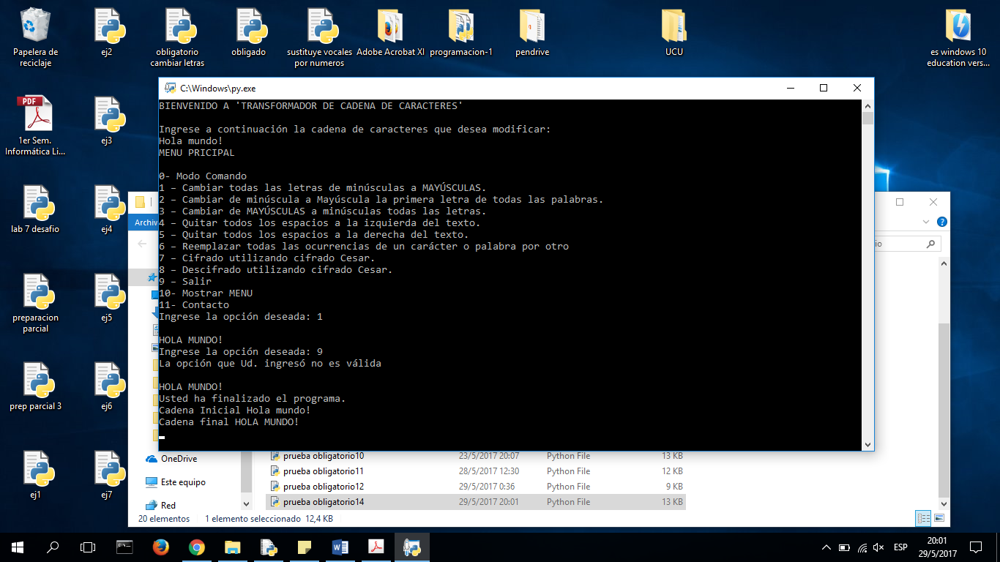 Papelera de
reciclaje
ej2
obligatorio
cambiar letras
obligado
sustituye vocales
por numeros
Adobe Acrobat XI
programacion-1
pendrive
UCU
es windows 10
education vers...
PDF
1er Sem.
Informática Li...
ej3
lab 7 desafio
ej4
preparacion
parcial
ej5
prep parcial 3
ej6
ej1
ej7
C:\Windows\py.exe
BIENVENIDO A 'TRANSFORMADOR DE CADENA DE CARACTERES'
Ingrese a continuación la cadena de caracteres que desea modificar:
Hola mundo!
MENU PRICIPAL
0- Modo Comando
1 – Cambiar todas las letras de minúsculas a MAYÚSCULAS.
2 – Cambiar de minúscula a Mayúscula la primera letra de todas las palabras.
3 – Cambiar de MAYÚSCULAS a minúsculas todas las letras.
4 – Quitar todos los espacios a la izquierda del texto.
5 – Quitar todos los espacios a la derecha del texto.
6 – Reemplazar todas las ocurrencias de un carácter o palabra por otro
7 – Cifrado utilizando cifrado Cesar.
8 – Descifrado utilizando cifrado Cesar.
9 – Salir
10- Mostrar MENU
11- Contacto
Ingrese la opción deseada: 1
HOLA MUNDO!
Ingrese la opción deseada: 9
La opción que Ud. ingresó no es válida
HOLA MUNDO!
Usted ha finalizado el programa.
Cadena Inicial Hola mundo!
Cadena final HOLA MUNDO!
Archiv
io
OneDrive
Este equipo
Red
prueba obligatorio10 23/5/2017 20:07 Python File 13 KB
prueba obligatorio11 28/5/2017 12:30 Python File 12 KB
prueba obligatorio12 29/5/2017 0:36 Python File 9 KB
prueba obligatorio14 29/5/2017 20:01 Python File 13 KB
20 elementos 1 elemento seleccionado 12,4 KB
ESP
20:01
29/5/2017